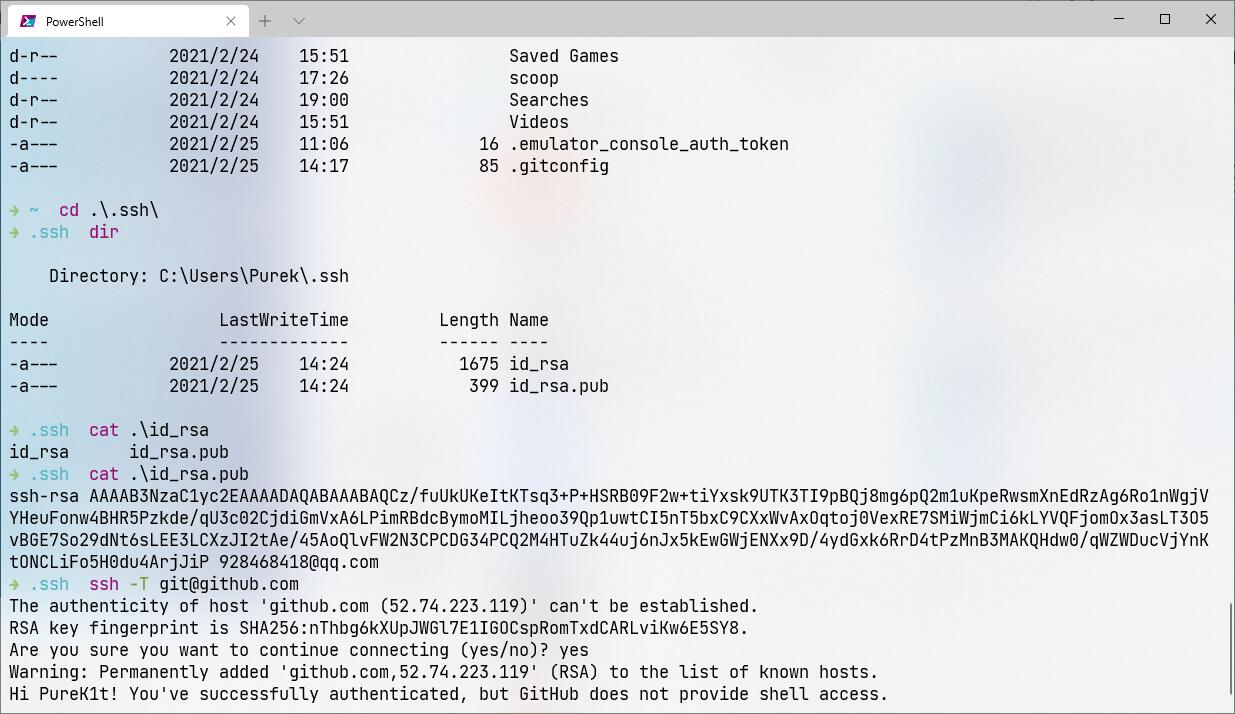 PowerShell
d-r-- 2021/2/24 15:51 Saved Games
d---- 2021/2/24 17:26 scoop
d-r-- 2021/2/24 19:00 Searches
d-r-- 2021/2/24 15:51 Videos
-a--- 2021/2/25 11:06 16 .emulator_console_auth_token
-a--- 2021/2/25 14:17 85 .gitconfig
→ ~ cd .\.ssh\
→ .ssh dir
Directory: C:\Users\Purek\.ssh
Mode LastWriteTime Length Name
---- ------------- ------ ----
-a--- 2021/2/25 14:24 1675 id_rsa
-a--- 2021/2/25 14:24 399 id_rsa.pub
→ .ssh cat .\id_rsa
id_rsa id_rsa.pub
→ .ssh cat .\id_rsa.pub
ssh-rsa AAAAB3NzaC1yc2EAAAADAQABAAABAQCz/fuUkUKeItKTsq3+P+HSRB09F2w+tiYxsk9UTK3TI9pBQj8mg6pQ2m1uKpeRwsmXnEdRzAg6Ro1nWgjV
YHeuFonw4BHR5Pzkde/qU3c02CjdiGmVxA6LPimRBdcBymoMILjheoo39Qp1uwtCI5nT5bxC9CXxWvAxOqtoj0VexRE7SMiWjmCi6kLYVQFjomOx3asLT3O5
vBGE7So29dNt6sLEE3LCXzJI2tAe/45AoQlvFW2N3CPCDG34PCQ2M4HTuZk44uj6nJx5kEwGWjENXx9D/4ydGxk6RrD4tPzMnB3MAKQHdw0/qWZWDucVjYnK
tONCLiFo5H0du4ArjJiP 928468418@qq.com
→ .ssh ssh -T git@github.com
The authenticity of host 'github.com (52.74.223.119)' can't be established.
RSA key fingerprint is SHA256:nThbg6kXUpJWGl7E1IGOCspRomTxdCARLviKw6E5SY8.
Are you sure you want to continue connecting (yes/no)? yes
Warning: Permanently added 'github.com,52.74.223.119' (RSA) to the list of known hosts.
Hi PureK1t! You've successfully authenticated, but GitHub does not provide shell access.